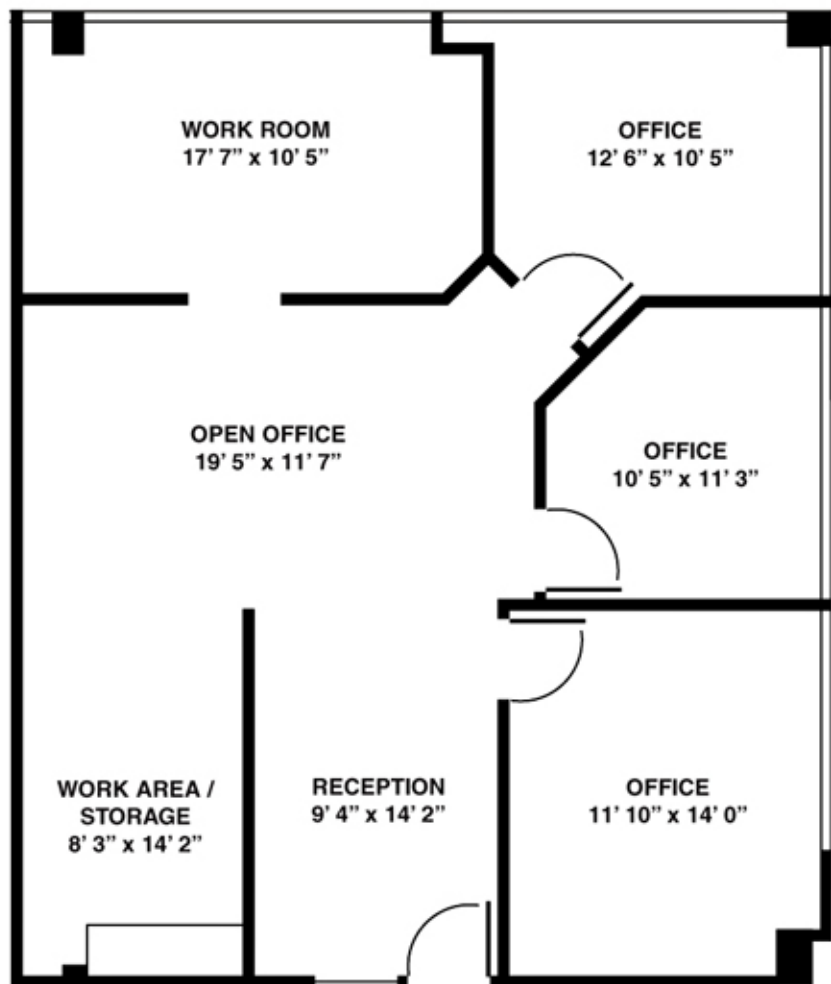 WORK ROOM
17’ 7” x 10’ 5”
OFFICE
12’ 6” x 10’ 5”
OPEN OFFICE
19’ 5” x 11’ 7”
OFFICE
10’ 5” x 11’ 3”
WORK AREA /
STORAGE
8’ 3” x 14’ 2”
RECEPTION
9’ 4” x 14’ 2”
OFFICE
11’ 10” x 14’ 0”